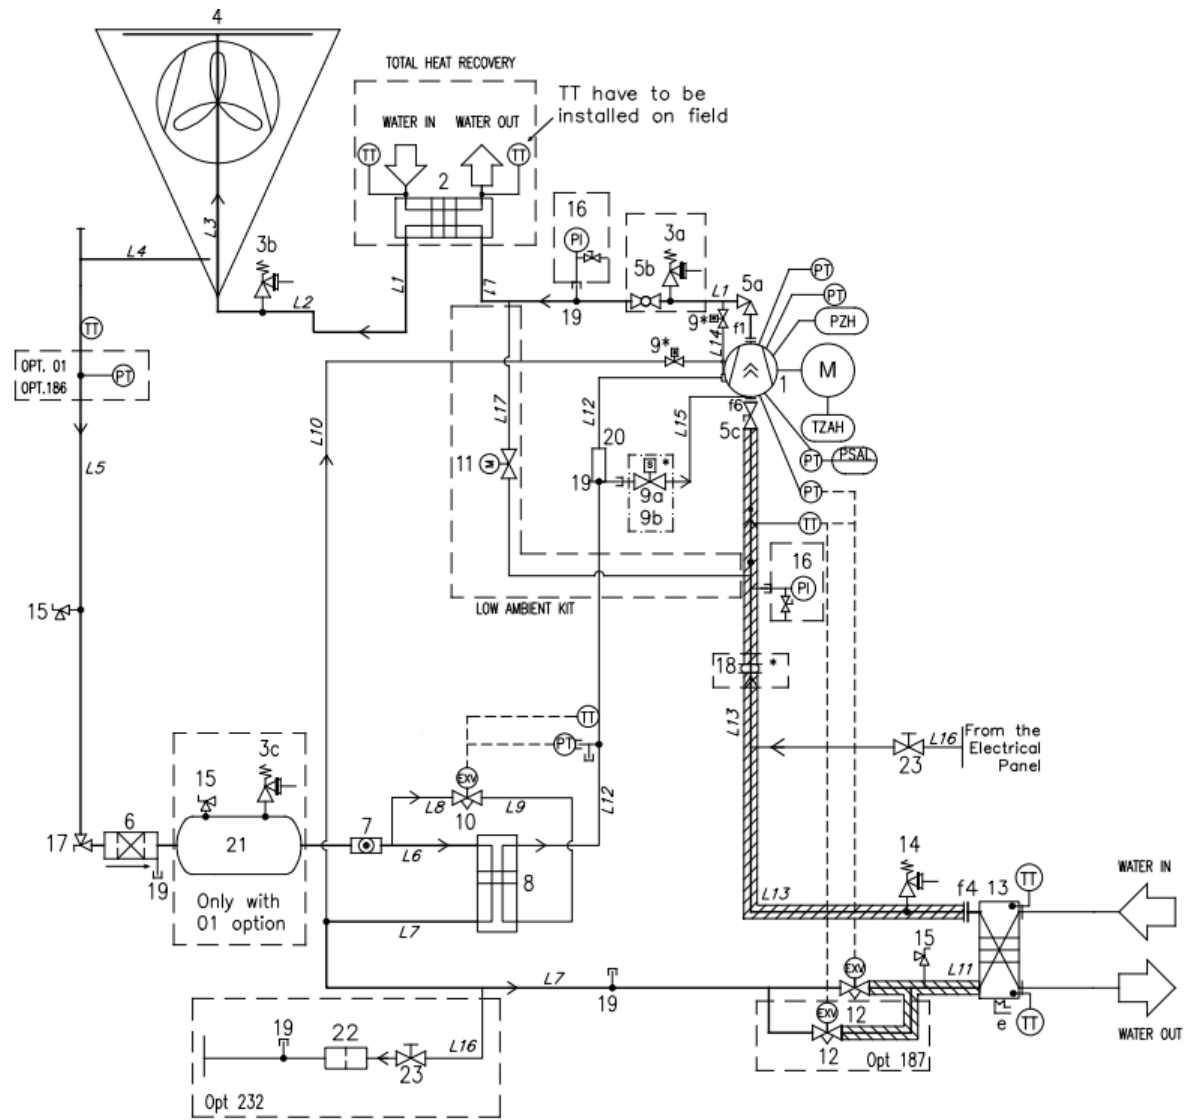 4
TOTAL HEAT RECOVERY
TT have to be
installed on field
WATER IN
WATER OUT
TT
TT
2
L3
L4
3b
L2
L1
L1
16
PI
19
3a
5b
L1
5a
PT
PT
PZH
9*
f1
L14
9*
1
M
TZAH
TT
OPT. 01
OPT.186
PT
L5
L10
L17
L12
L15
f6
5c
PT
PSAL
PT
20
11
M
19
S
*
9a
9b
TT
16
PI
LOW AMBIENT KIT
15
18
*
L13
TT
PT
L16
23
From the
Electrical
Panel
3c
15
EXV
L8
L9
10
L12
17
6
19
21
7
L6
8
Only with
01 option
L7
14
L13
f4
13
TT
WATER IN
15
L11
L7
19
EXV
12
EXV
12
Opt 187
e
TT
WATER OUT
19
22
23
L16
Opt 232